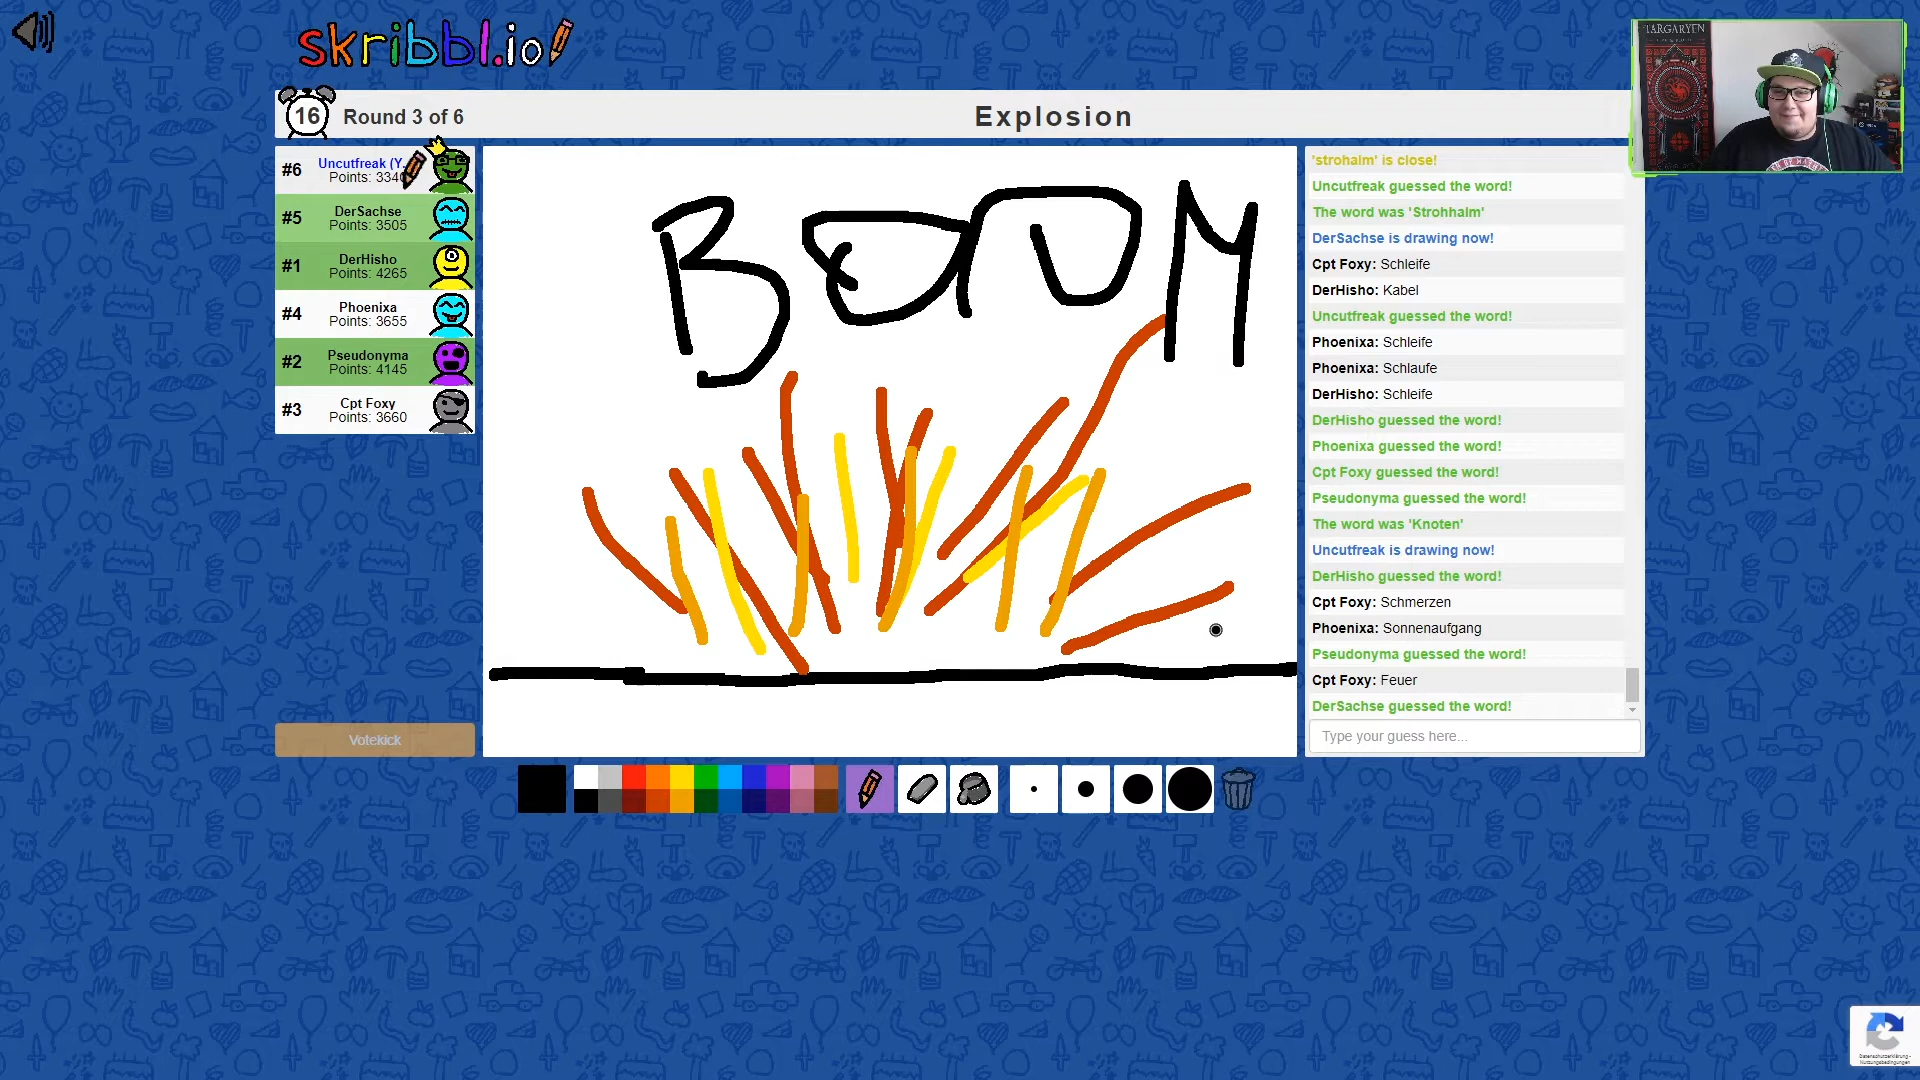 skribbl.io
TARGARYEN
16
Round 3 of 6
Explosion
#6
Uncutfreak (Y...
Points: 3340
#5
DerSachse
Points: 3505
#1
DerHisho
Points: 4265
#4
Phoenixa
Points: 3655
#2
Pseudonyma
Points: 4145
#3
Cpt Foxy
Points: 3660
Votekick
BOOM
'strohalm' is close!
Uncutfreak guessed the word!
The word was 'Strohhalm'
DerSachse is drawing now!
Cpt Foxy: Schleife
DerHisho: Kabel
Uncutfreak guessed the word!
Phoenixa: Schleife
Phoenixa: Schlaufe
DerHisho: Schleife
DerHisho guessed the word!
Phoenixa guessed the word!
Cpt Foxy guessed the word!
Pseudonyma guessed the word!
The word was 'Knoten'
Uncutfreak is drawing now!
DerHisho guessed the word!
Cpt Foxy: Schmerzen
Phoenixa: Sonnenaufgang
Pseudonyma guessed the word!
Cpt Foxy: Feuer
DerSachse guessed the word!
Type your guess here...
Datenschutzerklärung -
Nutzungsbedingungen